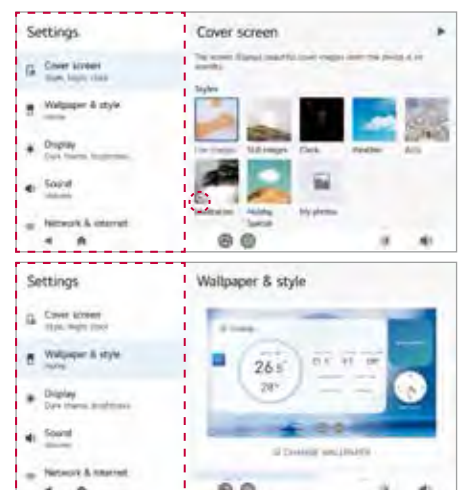 Settings
Cover screen
Style, Night clock
Wallpaper & style
Home
Display
Dark theme, brightness
Sound
Volume
Network & internet
Cover screen
The screen displays beautiful cover images when the device is on standby.
Styles
Live images
Still images
Clock
Weather
Meditation
Holiday Special
My photos
Settings
Cover screen
Style, Night clock
Wallpaper & style
Home
Display
Dark theme, brightness
Sound
Volume
Network & internet
Wallpaper & style
26.5
28°
CHANGE WALLPAPER